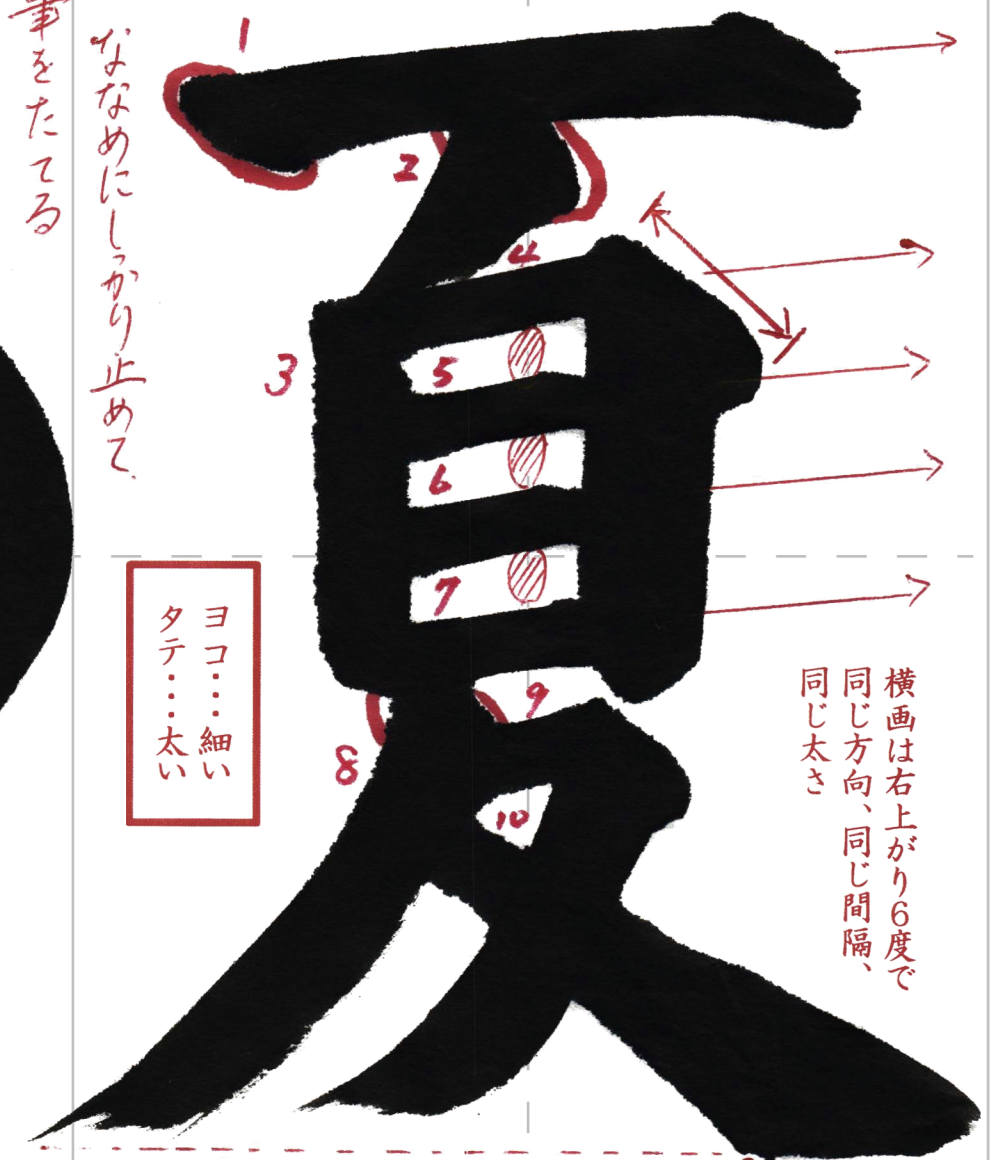 夏
横画は右上がり6度で
同じ方向、同じ間隔、
同じ太さ
ヨコ‥‥細い
タテ‥‥太い
ななめにしっかり止めて、
筆をたてる
1
2
3
4
5
6
7
8
9
10